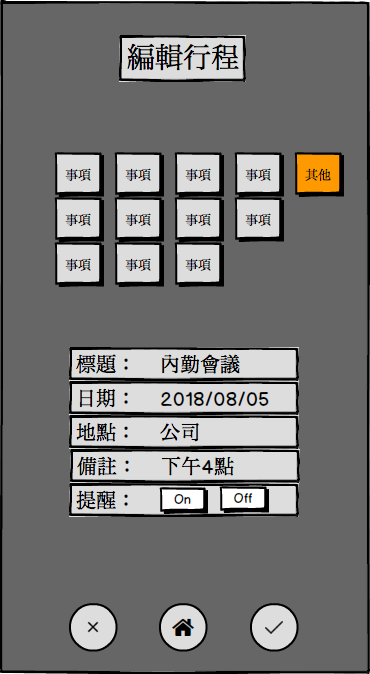 編輯行程
事項 事項 事項 事項 其他
事項 事項 事項 事項
事項 事項 事項
標題： 內勤會議
日期： 2018/08/05
地點： 公司
備註： 下午4點
提醒： On Off